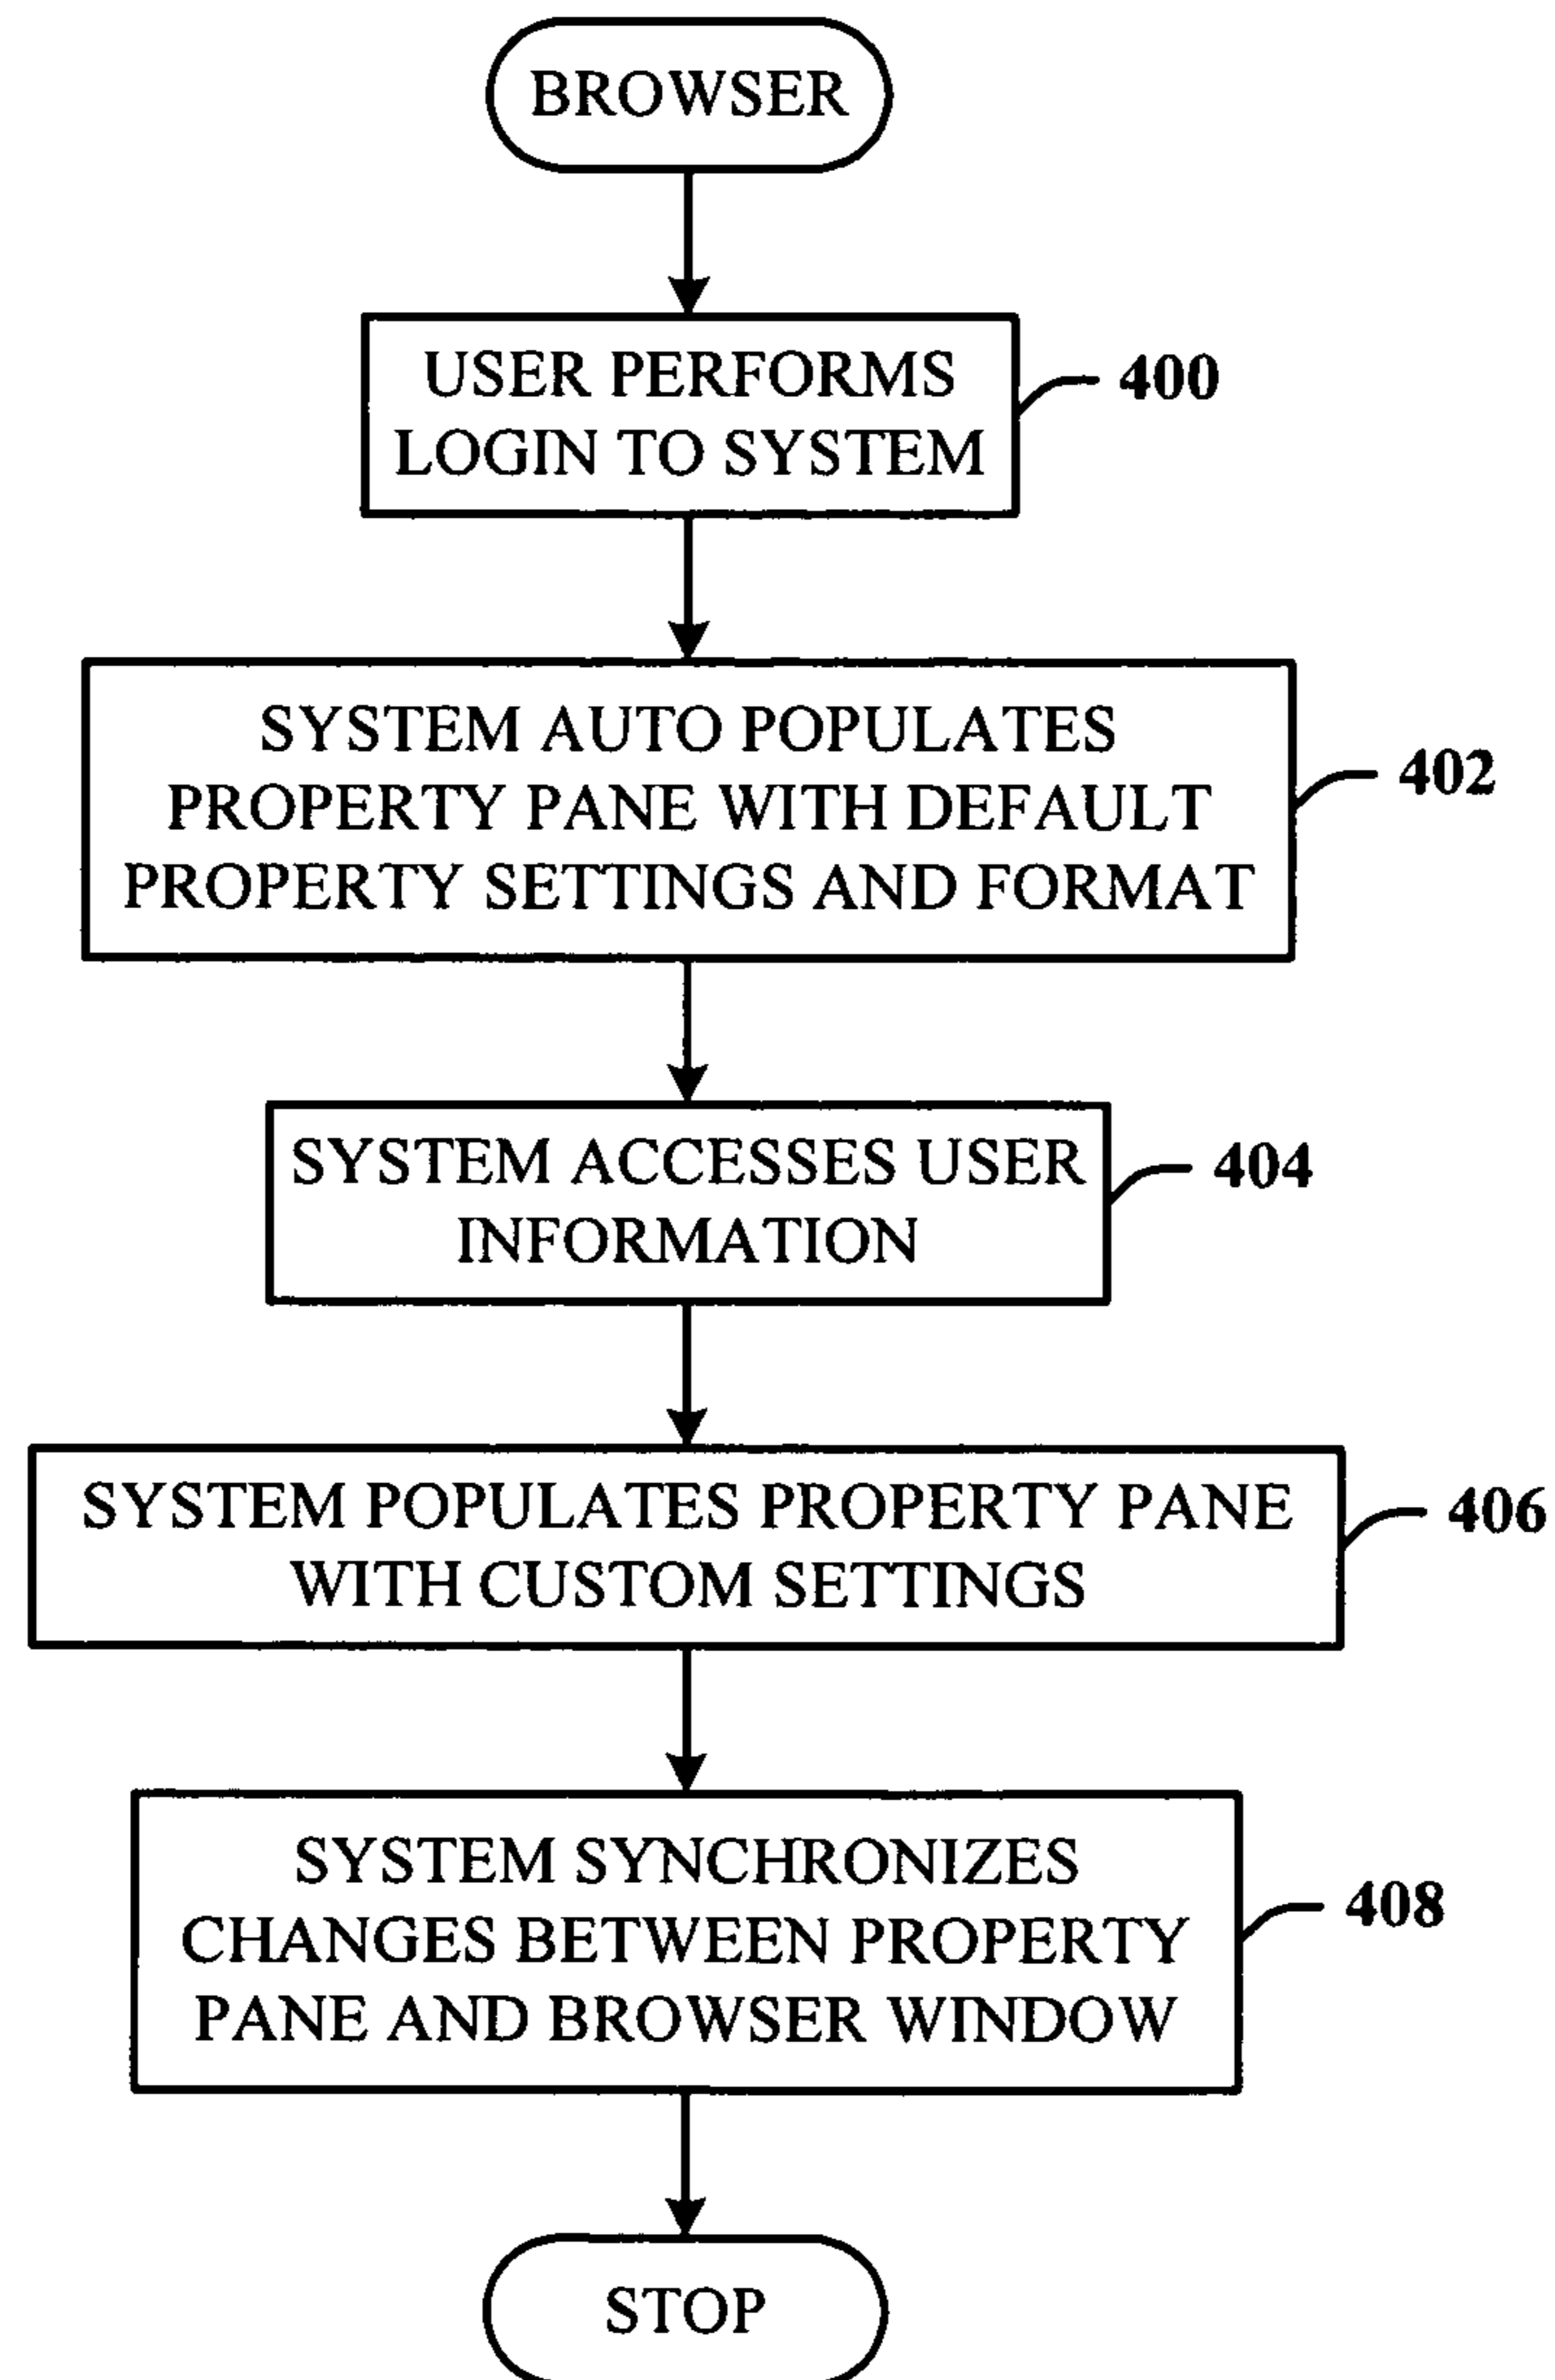 BROWSER
USER PERFORMS
LOGIN TO SYSTEM
400
SYSTEM AUTO POPULATES
PROPERTY PANE WITH DEFAULT
PROPERTY SETTINGS AND FORMAT
402
SYSTEM ACCESSES USER
INFORMATION
404
SYSTEM POPULATES PROPERTY PANE
WITH CUSTOM SETTINGS
406
SYSTEM SYNCHRONIZES
CHANGES BETWEEN PROPERTY
PANE AND BROWSER WINDOW
408
STOP